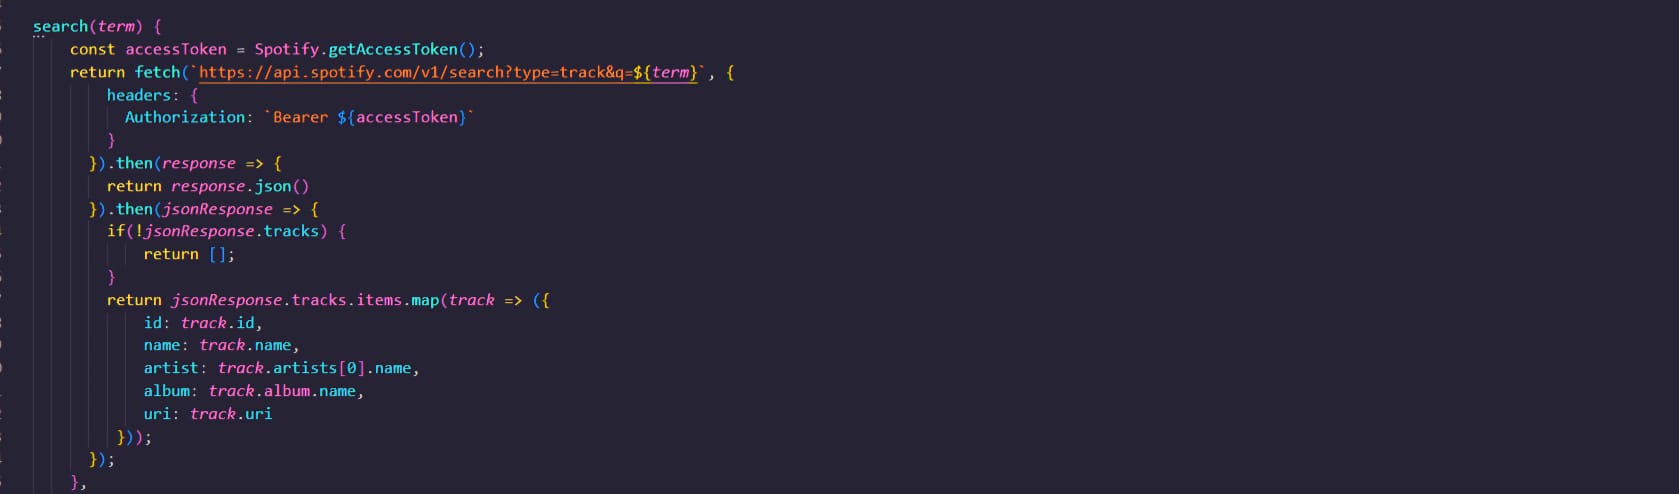 search(term) {
const accessToken = Spotify.getAccessToken();
return fetch(`https://api.spotify.com/v1/search?type=track&q=${term}`, {
headers: {
Authorization: `Bearer ${accessToken}`
}
}).then(response => {
return response.json()
}).then(jsonResponse => {
if(!jsonResponse.tracks) {
return [];
}
return jsonResponse.tracks.items.map(track => ({
id: track.id,
name: track.name,
artist: track.artists[0].name,
album: track.album.name,
uri: track.uri
}));
});
},